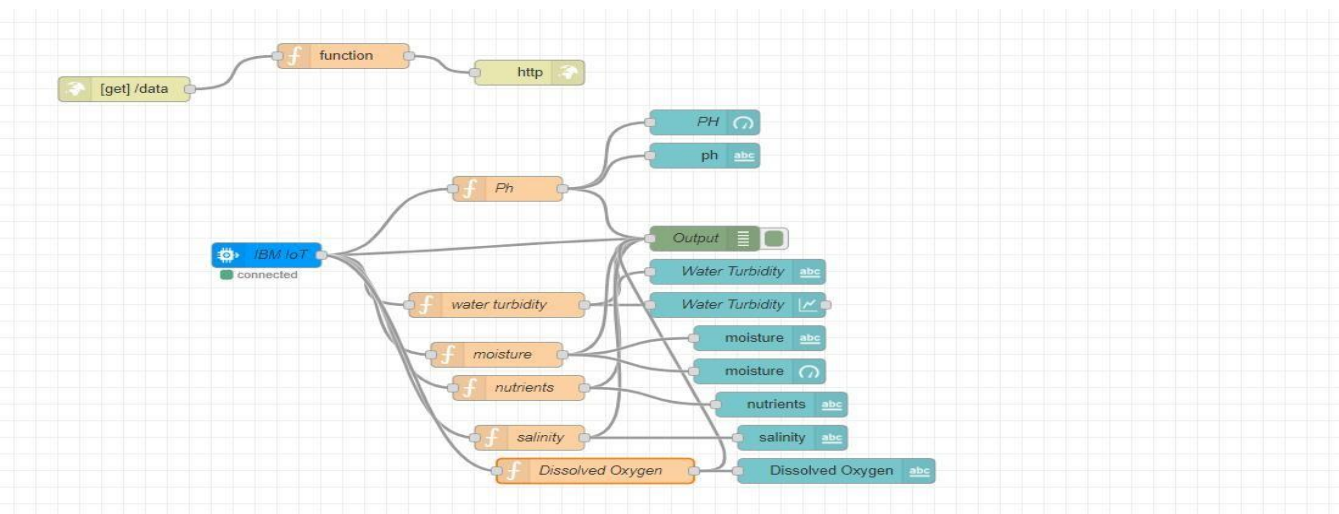 function
http
[get] /data
PH
ph abc
Ph
Output
IBM IoT
connected
Water Turbidity abc
water turbidity
Water Turbidity
moisture abc
moisture
moisture
nutrients
nutrients abc
salinity
salinity abc
Dissolved Oxygen
Dissolved Oxygen abc